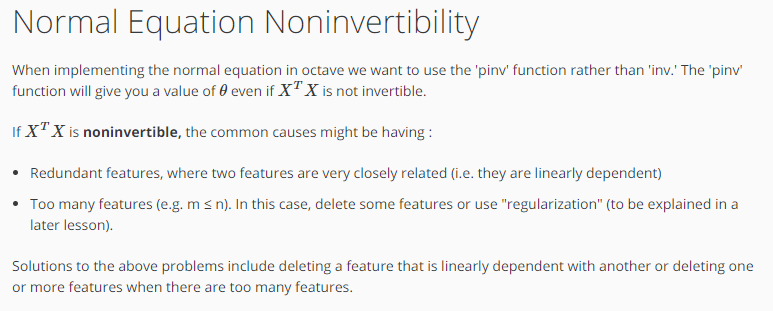 Normal Equation Noninvertibility
When implementing the normal equation in octave we want to use the 'pinv' function rather than 'inv.' The 'pinv'
function will give you a value of θ even if XᵀX is not invertible.
If XᵀX is noninvertible, the common causes might be having :
• Redundant features, where two features are very closely related (i.e. they are linearly dependent)
• Too many features (e.g. m ≤ n). In this case, delete some features or use "regularization" (to be explained in a
later lesson).
Solutions to the above problems include deleting a feature that is linearly dependent with another or deleting one
or more features when there are too many features.